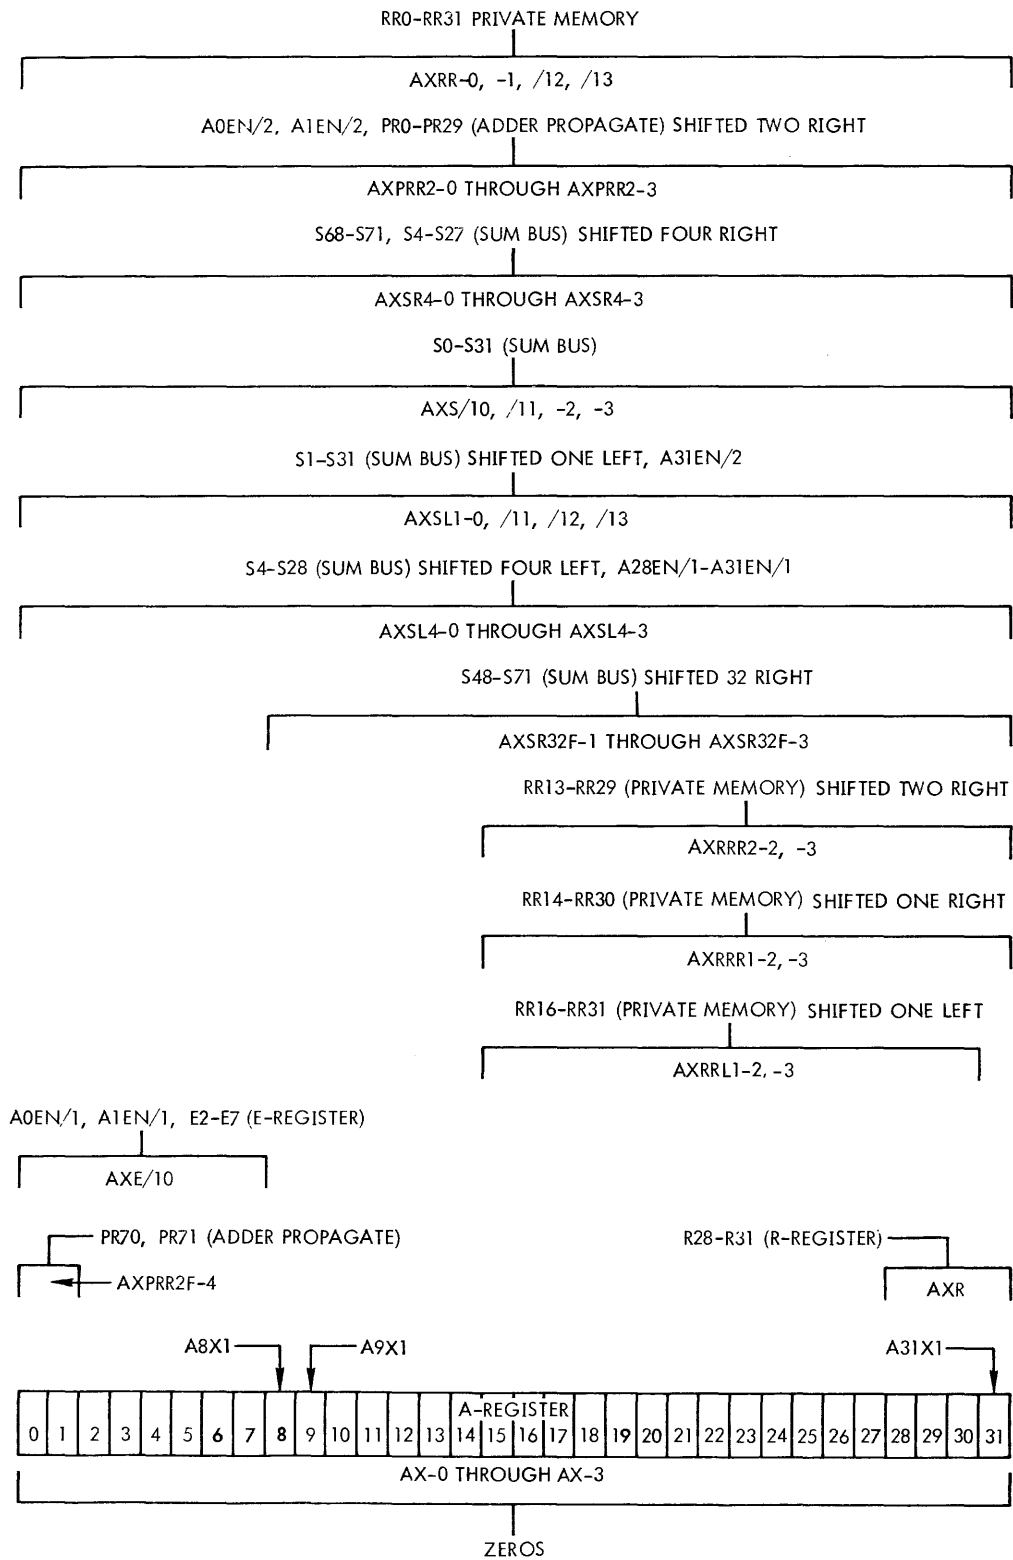 RR0-RR31 PRIVATE MEMORY
AXRR-0, -1, /12, /13
A0EN/2, A1EN/2, PR0-PR29 (ADDER PROPAGATE) SHIFTED TWO RIGHT
AXPRR2-0 THROUGH AXPRR2-3
S68-S71, S4-S27 (SUM BUS) SHIFTED FOUR RIGHT
AXSR4-0 THROUGH AXSR4-3
S0-S31 (SUM BUS)
AXS/10, /11, -2, -3
S1-S31 (SUM BUS) SHIFTED ONE LEFT, A31EN/2
AXSL1-0, /11, /12, /13
S4-S28 (SUM BUS) SHIFTED FOUR LEFT, A28EN/1-A31EN/1
AXSL4-0 THROUGH AXSL4-3
S48-S71 (SUM BUS) SHIFTED 32 RIGHT
AXSR32F-1 THROUGH AXSR32F-3
RR13-RR29 (PRIVATE MEMORY) SHIFTED TWO RIGHT
AXRRR2-2, -3
RR14-RR30 (PRIVATE MEMORY) SHIFTED ONE RIGHT
AXRRR1-2, -3
RR16-RR31 (PRIVATE MEMORY) SHIFTED ONE LEFT
AXRRL1-2, -3
A0EN/1, A1EN/1, E2-E7 (E-REGISTER)
AXE/10
PR70, PR71 (ADDER PROPAGATE) R28-R31 (R-REGISTER)
AXPRR2F-4 AXR
A8X1 A9X1 A31X1
A-REGISTER
0 1 2 3 4 5 6 7 8 9 10 11 12 13 14 15 16 17 18 19 20 21 22 23 24 25 26 27 28 29 30 31
AX-0 THROUGH AX-3
ZEROS